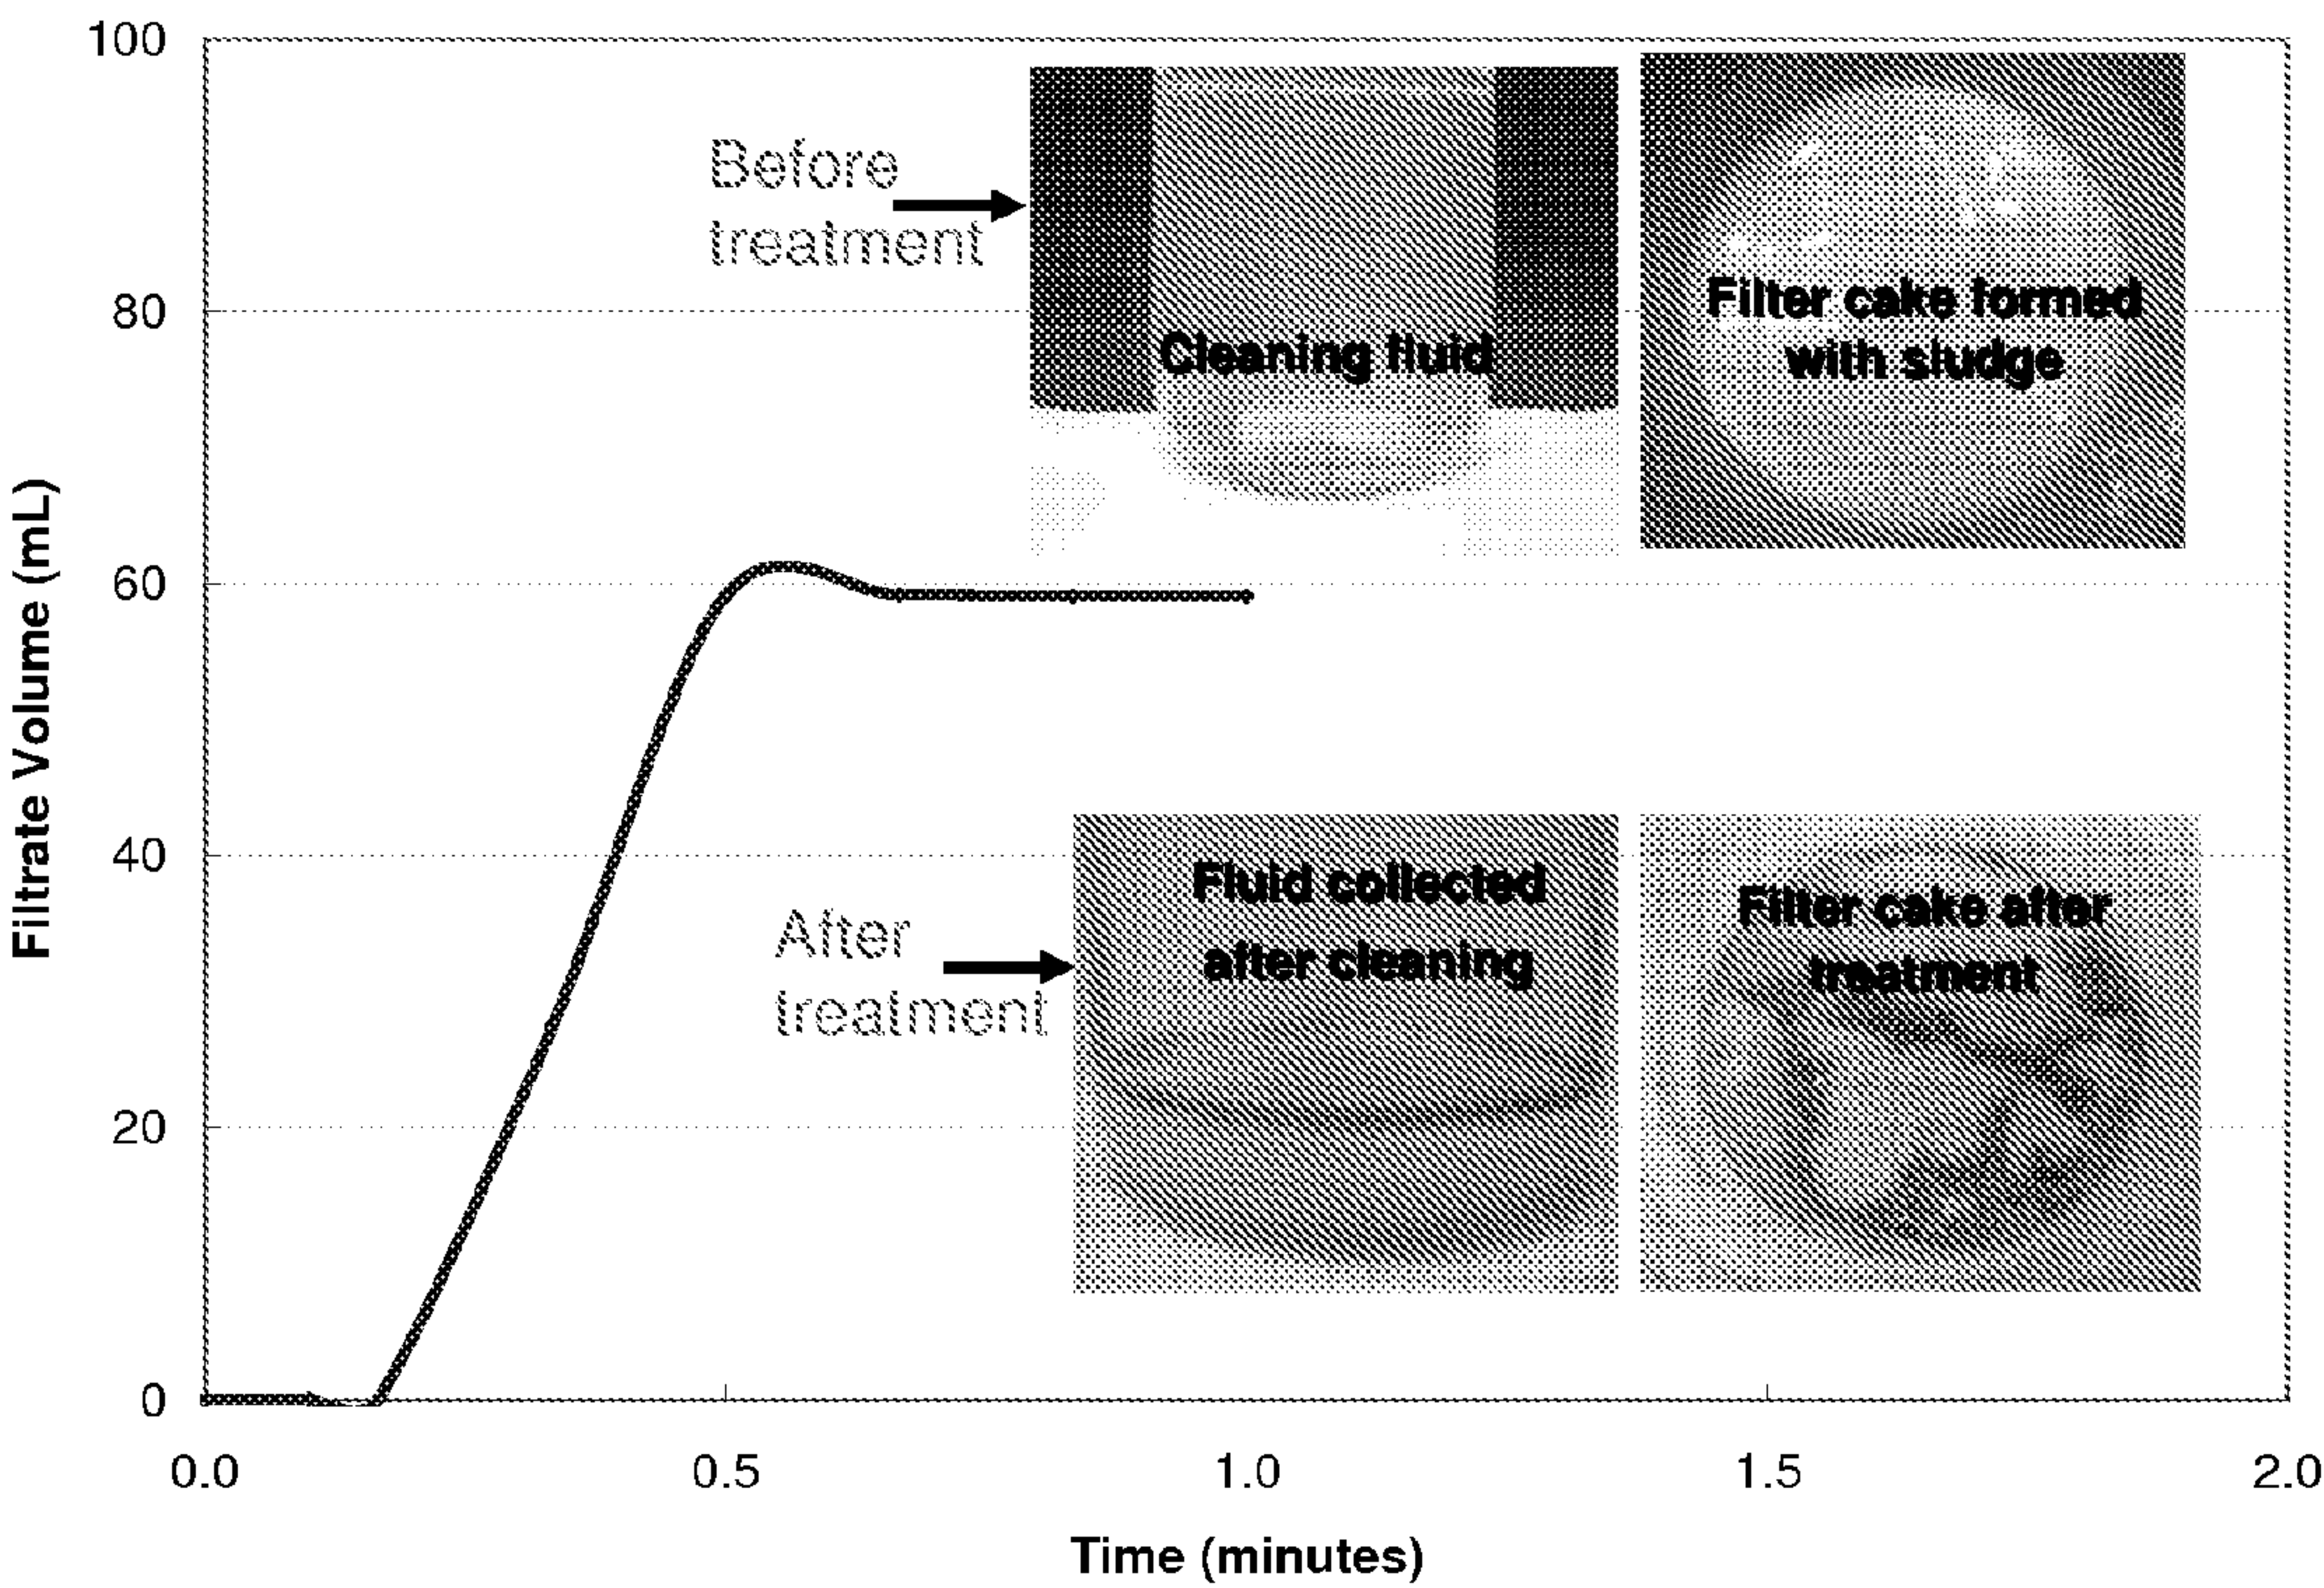 100
80
60
40
20
0
0.0
0.5
1.0
1.5
2.0
Filtrate Volume (mL)
Time (minutes)
Before
treatment
Cleaning fluid
Filter cake formed
with sludge
After
treatment
Fluid collected
after cleaning
Filter cake after
treatment